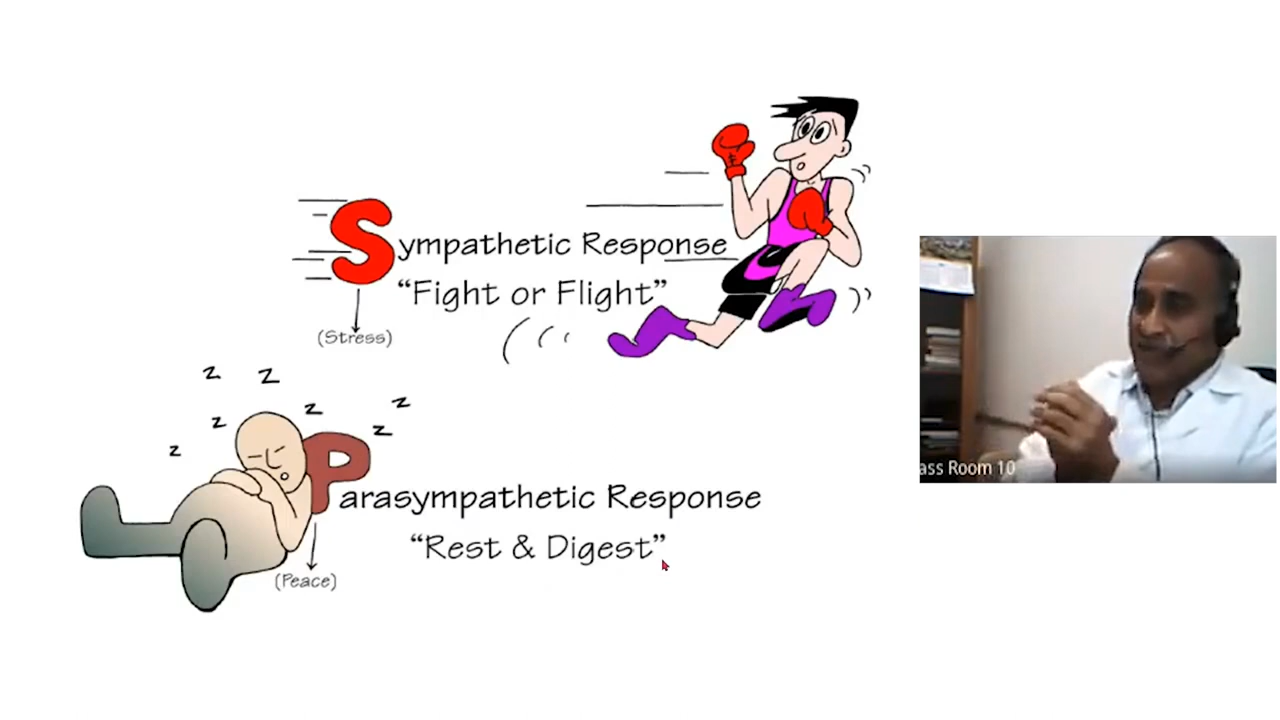 Sympathetic Response
“Fight or Flight”
(Stress)
z z
z z z z
z
Parasympathetic Response
“Rest & Digest”
(Peace)
ass Room 10